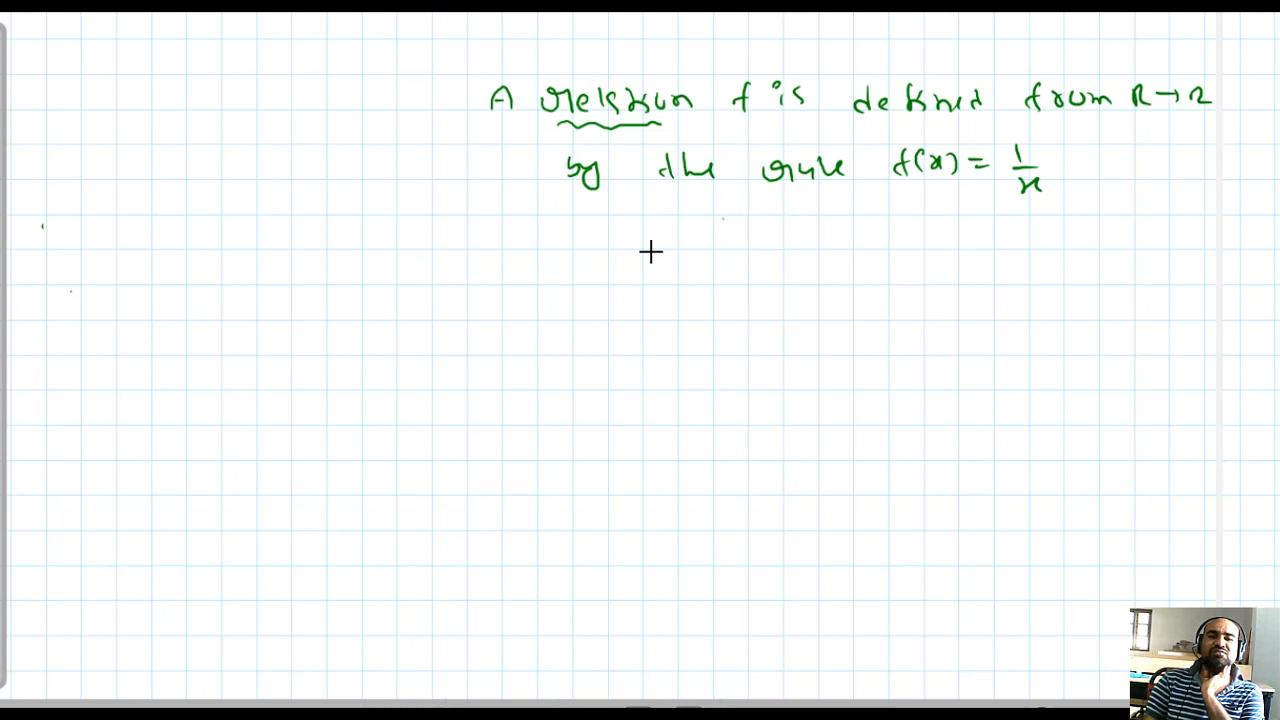 A relation f is defined from R→R
by the rule f(x) = 1/x